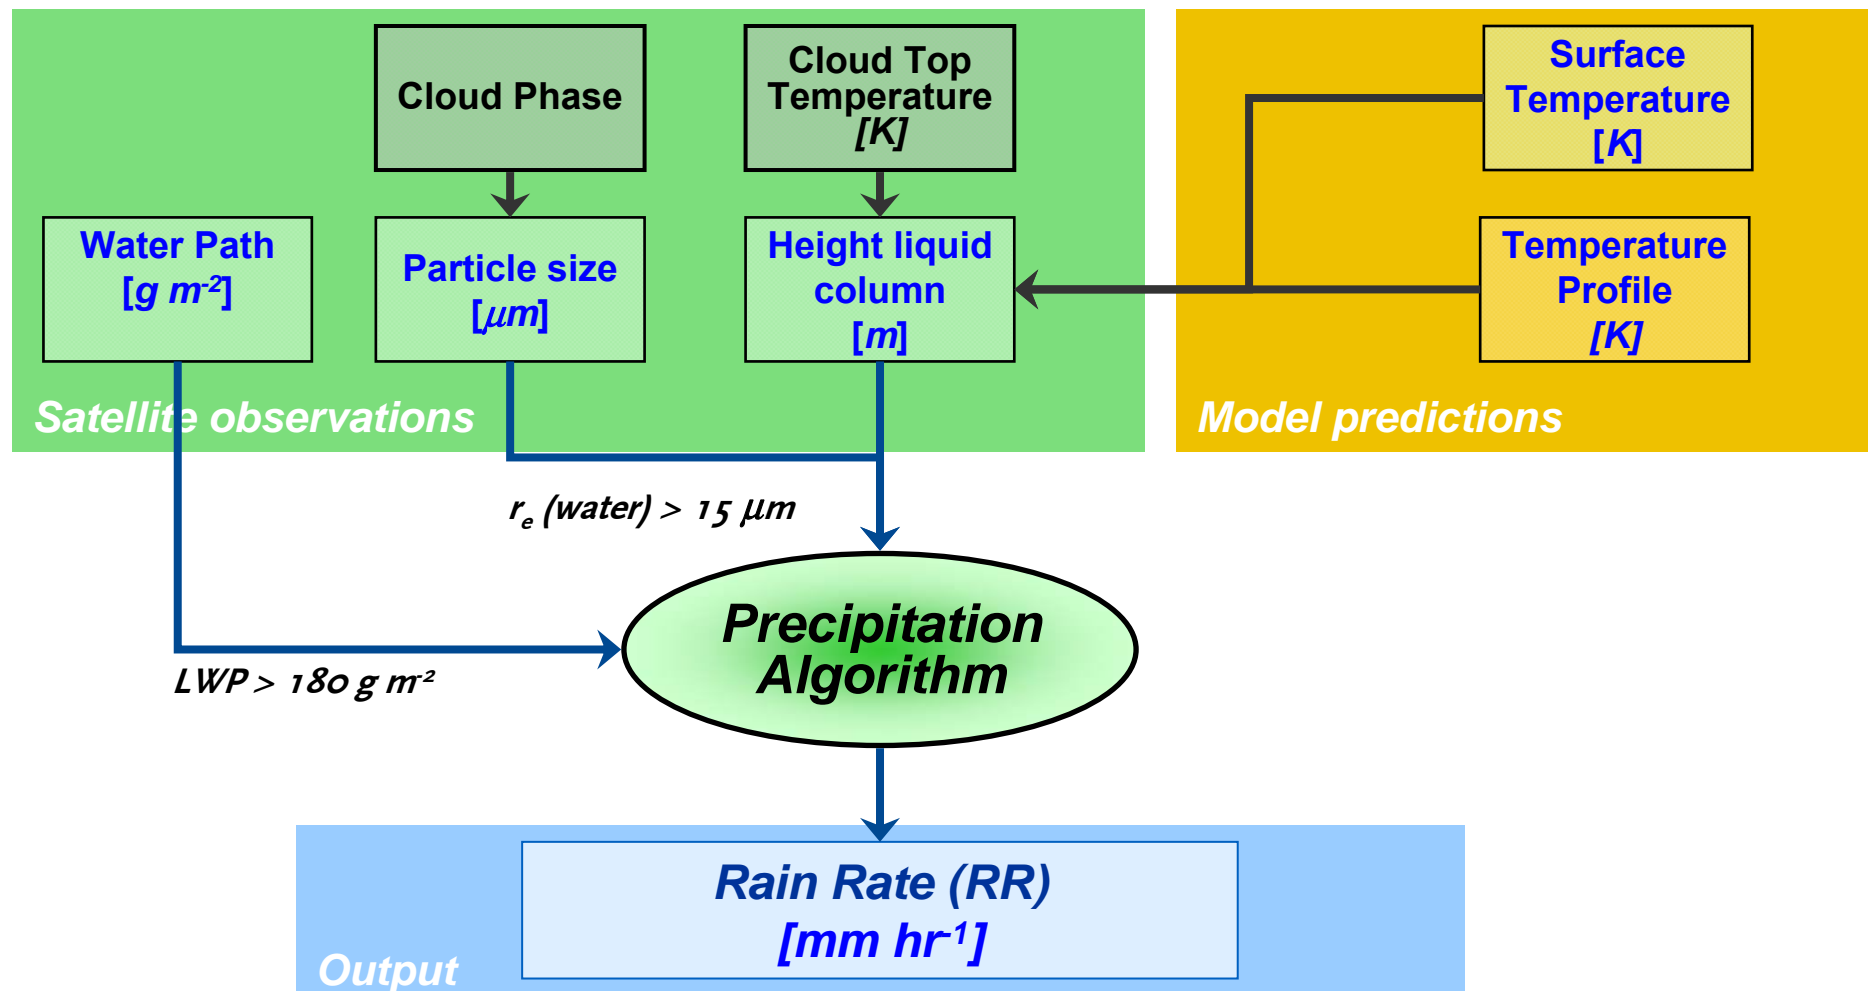 Cloud Phase
Cloud Top
Temperature
[K]
Surface
Temperature
[K]
Water Path
[g m-2]
Particle size
[μm]
Height liquid
column
[m]
Temperature
Profile
[K]
Satellite observations
Model predictions
re (water) > 15 μm
LWP > 180 g m-2
Precipitation
Algorithm
Rain Rate (RR)
[mm hr-1]
Output